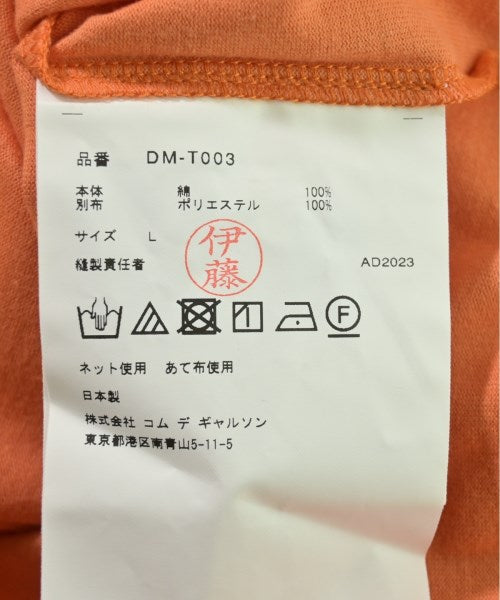 品番 DM-T003
本体 綿 100%
別布 ポリエステル 100%
サイズ L
伊藤
縫製責任者 AD2023
F
ネット使用 あて布使用
日本製
株式会社 コム デ ギャルソン
東京都港区南青山5-11-5